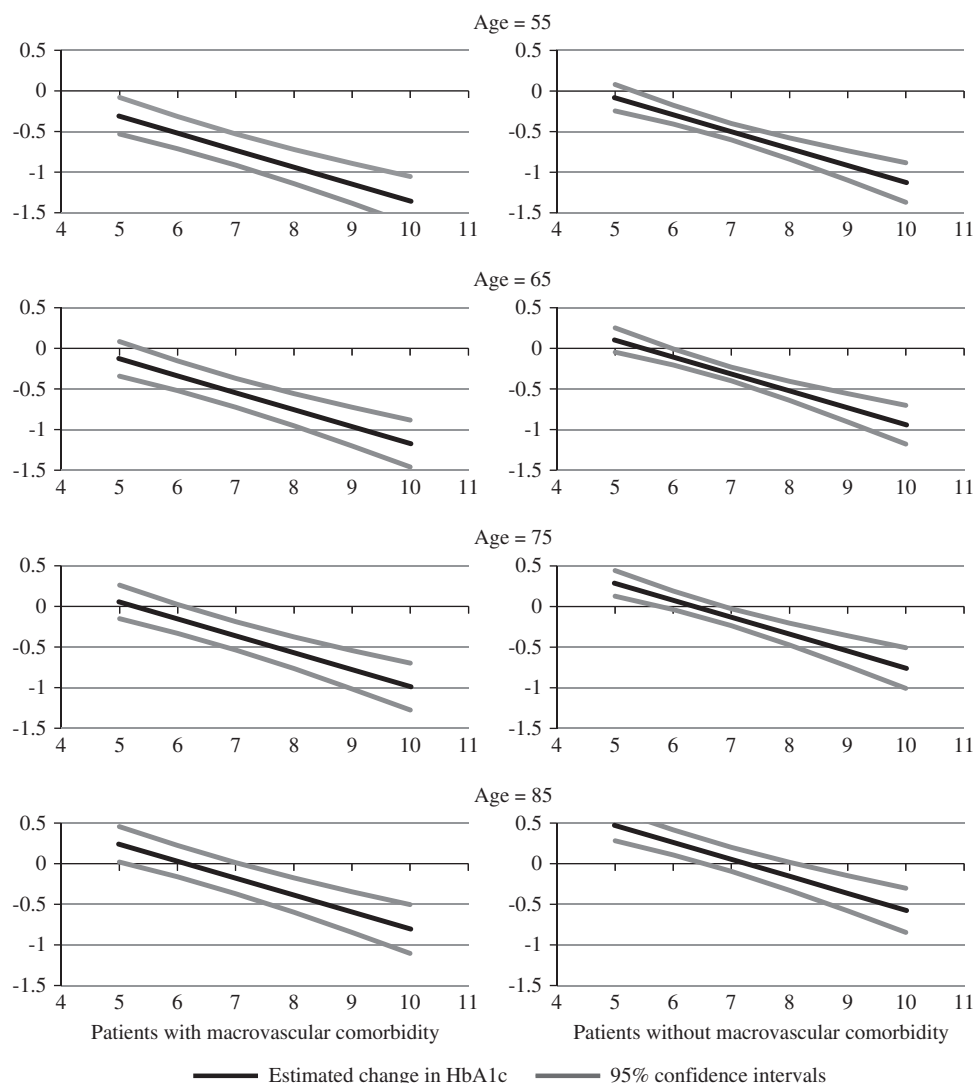 Age = 55
0.5 0.5
0 0
-0.5 -0.5
-1 -1
-1.5 -1.5
4 5 6 7 8 9 10 11 4 5 6 7 8 9 10 11
Age = 65
0.5 0.5
0 0
-0.5 -0.5
-1 -1
-1.5 -1.5
4 5 6 7 8 9 10 11 4 5 6 7 8 9 10 11
Age = 75
0.5 0.5
0 0
-0.5 -0.5
-1 -1
-1.5 -1.5
4 5 6 7 8 9 10 11 4 5 6 7 8 9 10 11
Age = 85
0.5 0.5
0 0
-0.5 -0.5
-1 -1
-1.5 -1.5
4 5 6 7 8 9 10 11 4 5 6 7 8 9 10 11
Patients with macrovascular comorbidity Patients without macrovascular comorbidity
Estimated change in HbA1c 95% confidence intervals